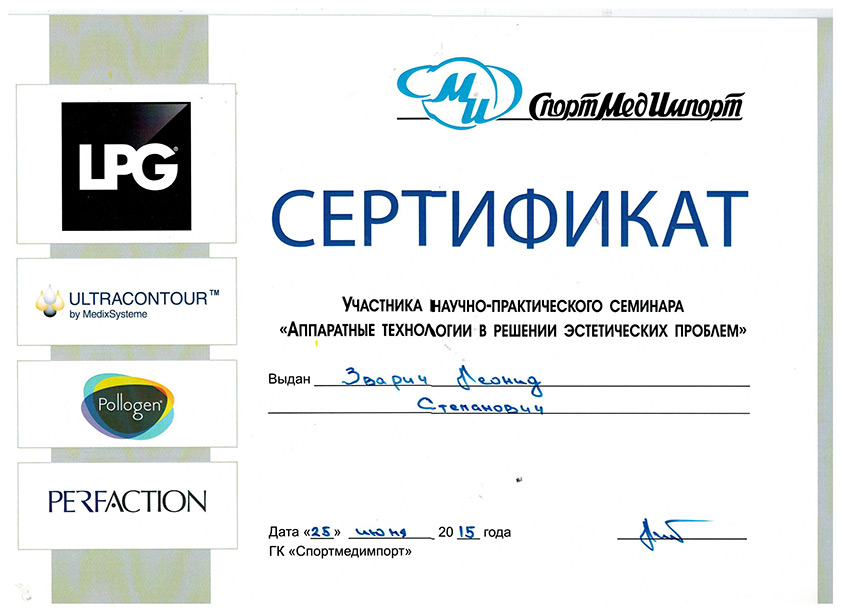 LPG®
ULTRACONTOUR™
by MedixSysteme
Pollogen®
PERFACTION
СМИ СпортМедИмпорт
СЕРТИФИКАТ
Участника научно-практического семинара
«Аппаратные технологии в решении эстетических проблем»
Выдан Зварич Леонид
Степанович
Дата «25» июня 2015 года
ГК «Спортмедимпорт»